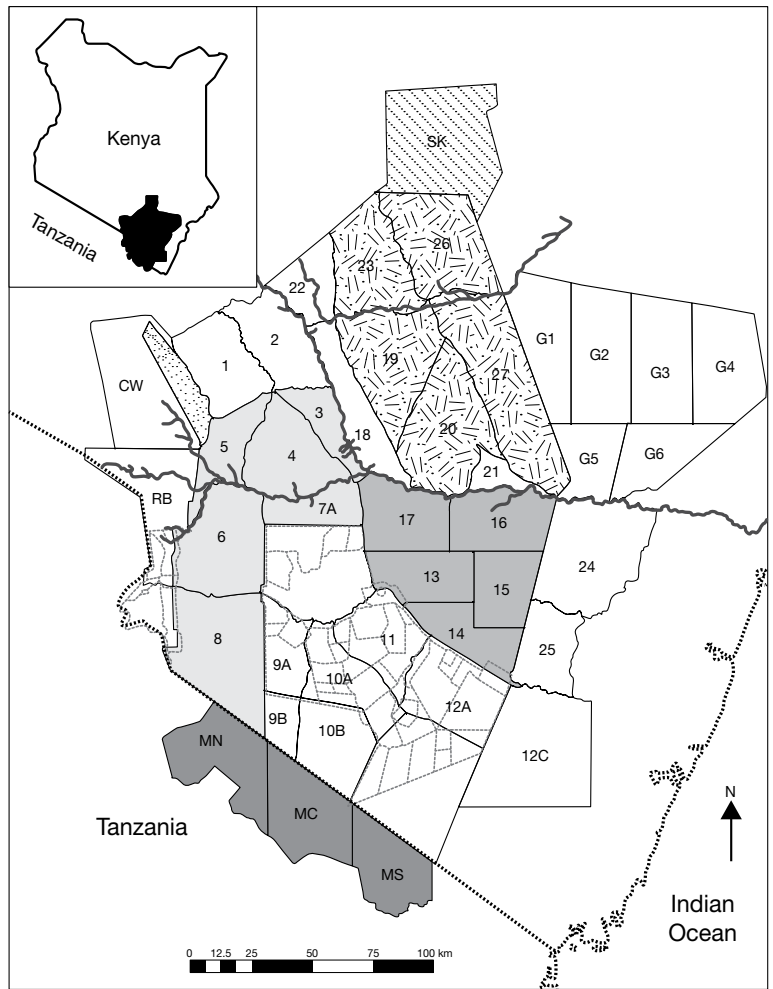 Kenya
Tanzania
SK
26
23
22
G1
G2
G3
G4
2
1
19
27
CW
3
18
20
5
4
21
G5
G6
RB
7A
17
16
6
24
13
15
8
11
14
25
9A
10A
12A
9B
10B
MN
12C
N
MC
Tanzania
MS
Indian
Ocean
0 12.5 25 50 75 100 km